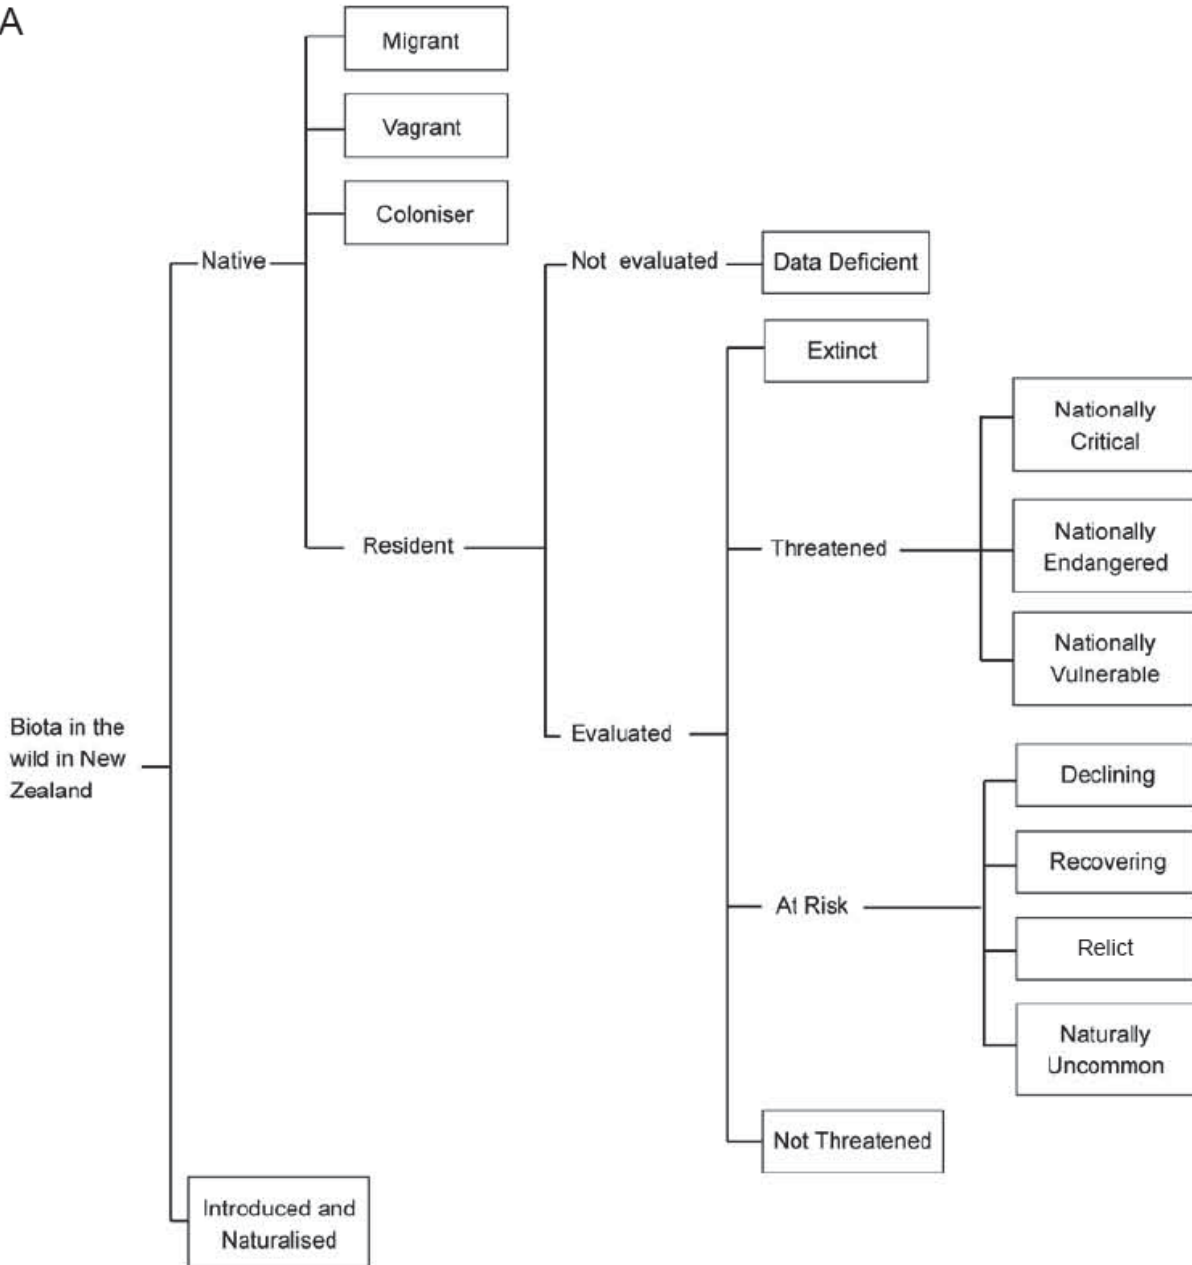 A
Migrant
Vagrant
Coloniser
Native
Not evaluated
Data Deficient
Extinct
Nationally
Critical
Resident
Threatened
Nationally
Endangered
Nationally
Vulnerable
Biota in the
wild in New
Zealand
Evaluated
Declining
Recovering
At Risk
Relict
Naturally
Uncommon
Not Threatened
Introduced and
Naturalised